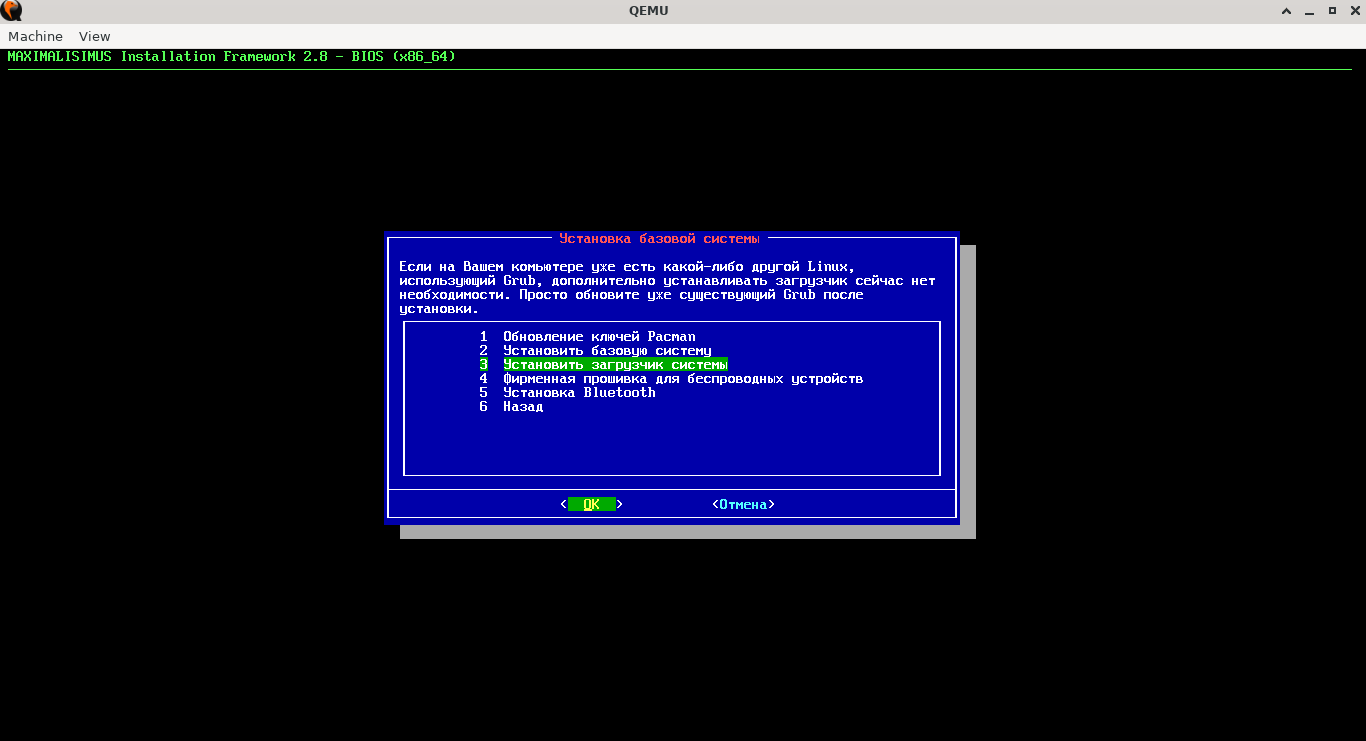 QEMU
Machine View
MAXIMALISIMUS Installation Framework 2.8 - BIOS (x86_64)
Установка базовой системы
Если на Вашем комьютере уже есть какой-либо другой Linux,
использующий Grub, дополнительно устанавливать загрузчик сейчас нет
необходимости. Просто обновите уже существующий Grub после
установки.
1 Обновление ключей Pacman
2 Установить базовую систему
3 Установить загрузчик системы
4 Фирменная прошивка для беспроводных устройств
5 Установка Bluetooth
6 Назад
< OK > <Отмена>